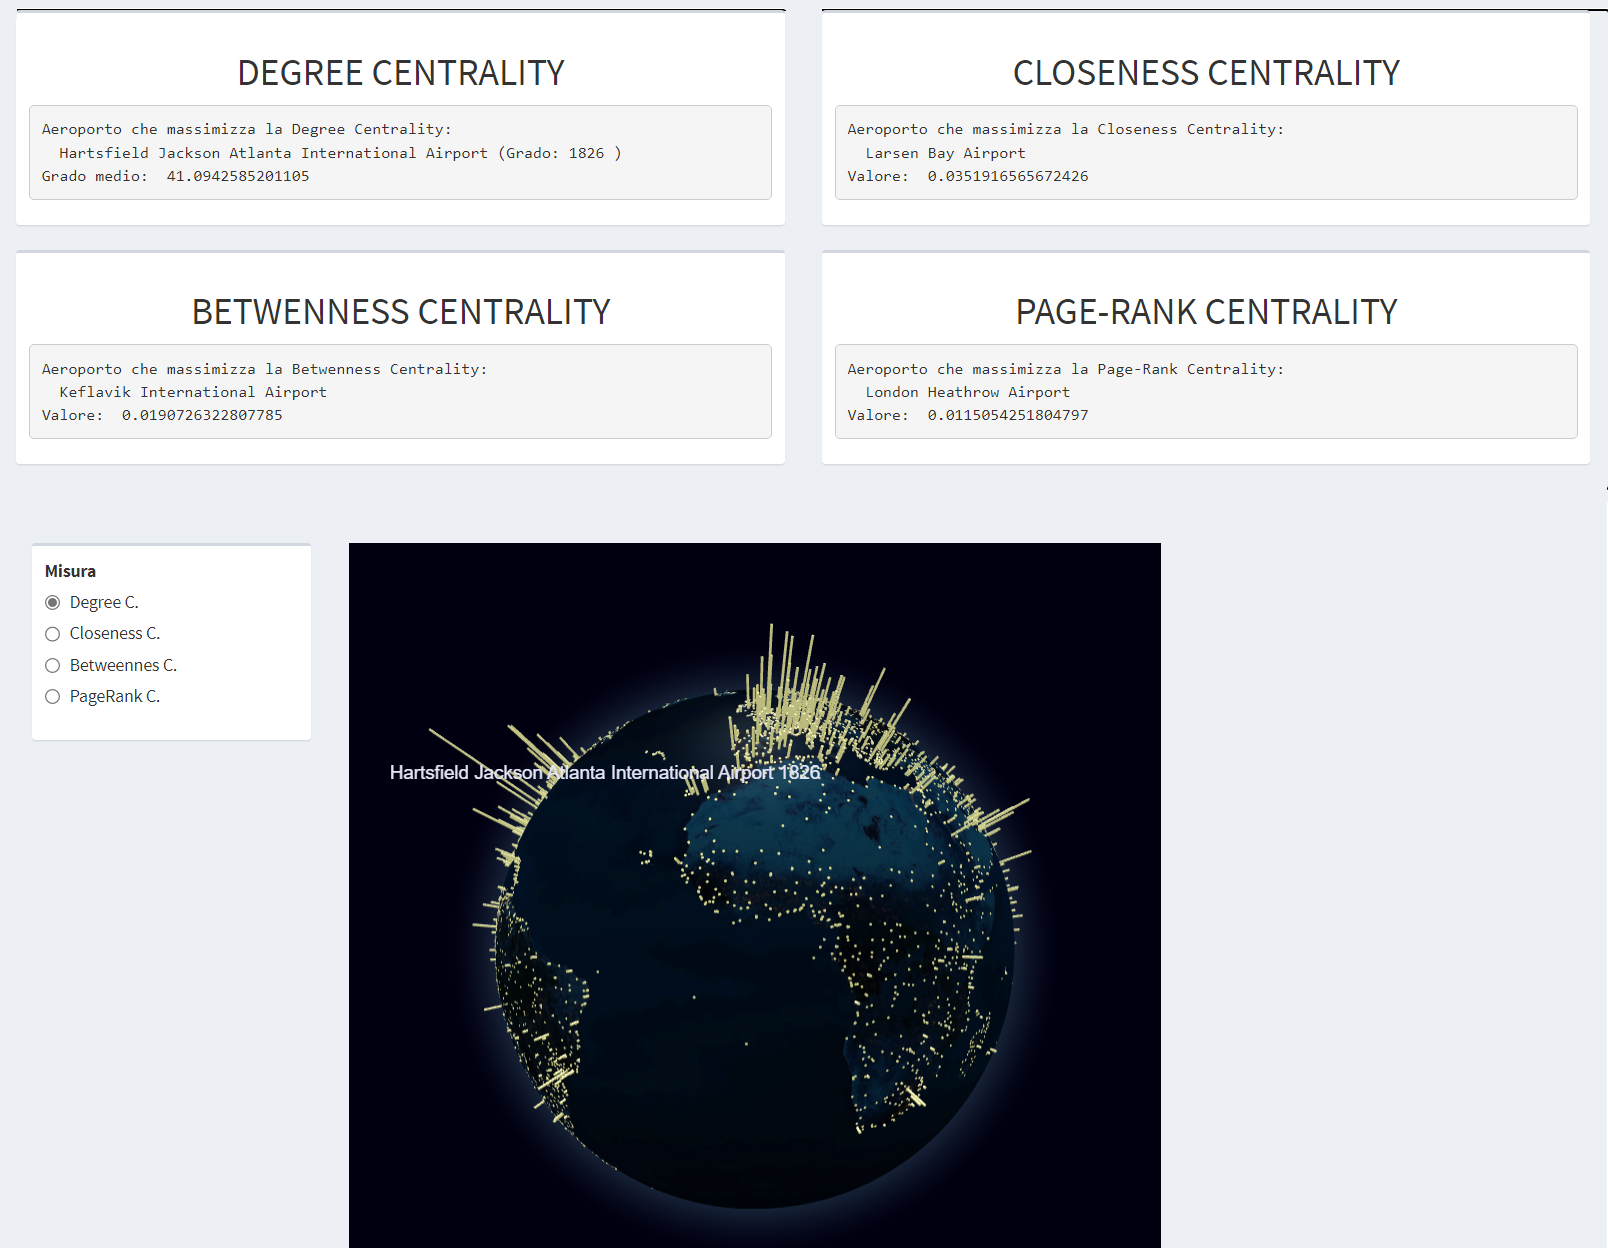 DEGREE CENTRALITY
Aeroporto che massimizza la Degree Centrality:
Hartsfield Jackson Atlanta International Airport (Grado: 1826 )
Grado medio:  41.0942585201105
CLOSENESS CENTRALITY
Aeroporto che massimizza la Closeness Centrality:
Larsen Bay Airport
Valore:  0.0351916565672426
BETWENNESS CENTRALITY
Aeroporto che massimizza la Betwenness Centrality:
Keflavik International Airport
Valore:  0.0190726322807785
PAGE-RANK CENTRALITY
Aeroporto che massimizza la Page-Rank Centrality:
London Heathrow Airport
Valore:  0.0115054251804797
Misura
Degree C.
Closeness C.
Betweennes C.
PageRank C.
Hartsfield Jackson Atlanta International Airport 1826